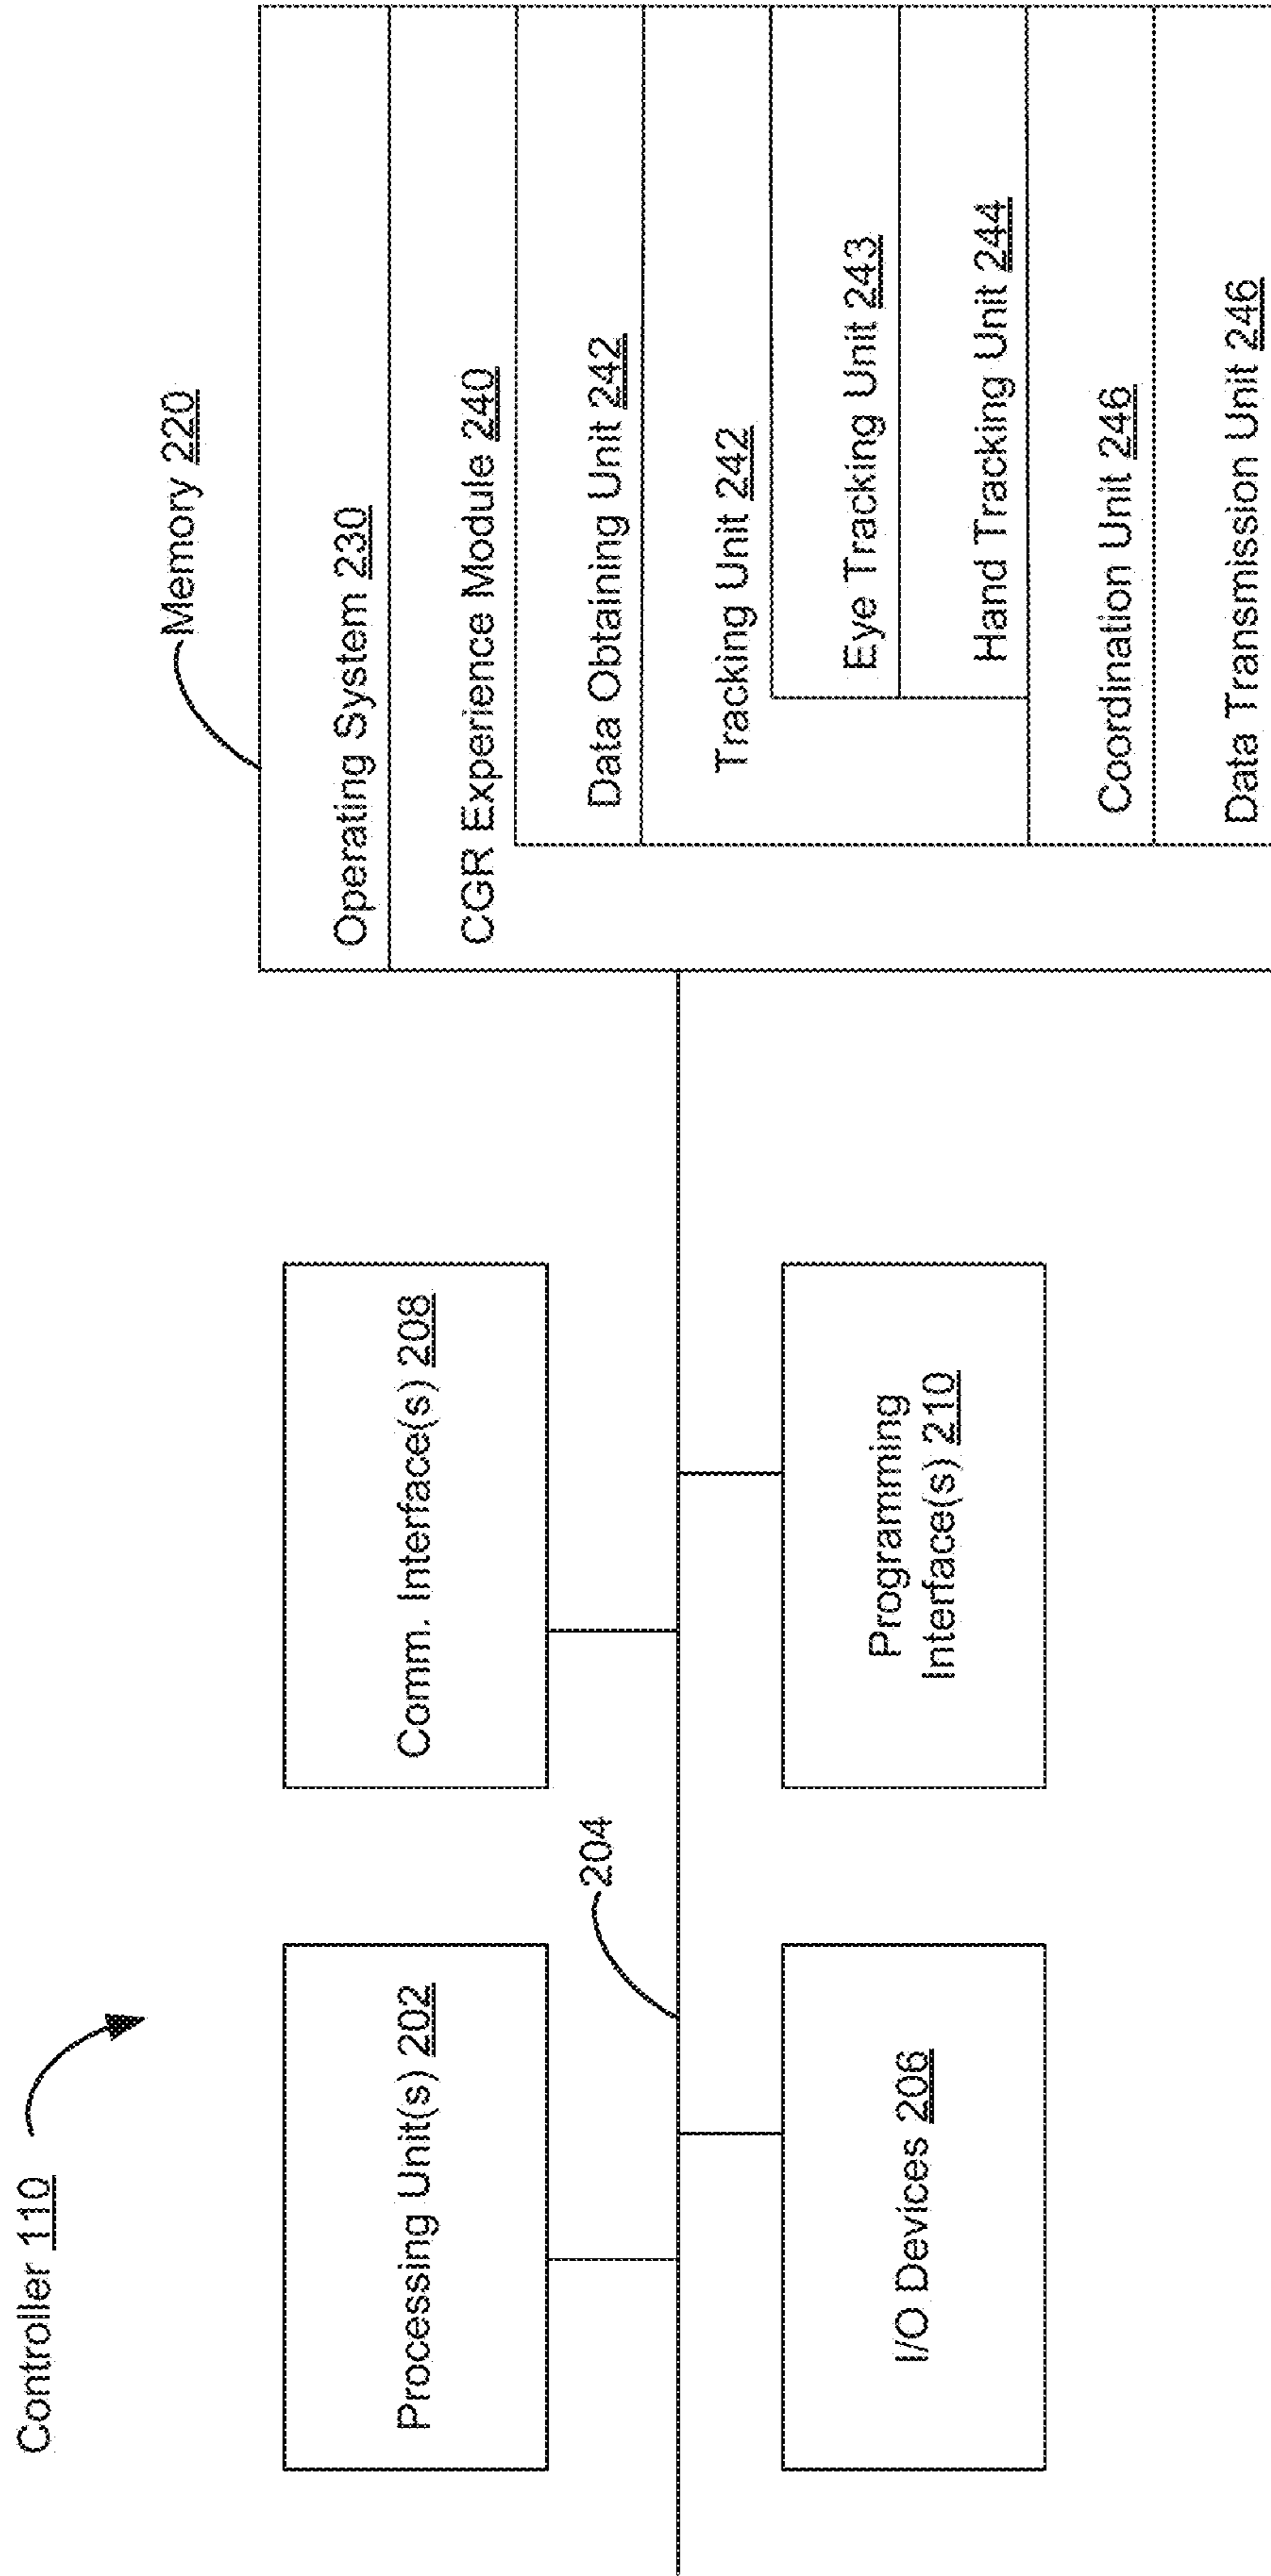 Controller 110
Memory 220
Processing Unit(s) 202
Comm. Interface(s) 208
204
I/O Devices 206
Programming
Interface(s) 210
Operating System 230
CGR Experience Module 240
Data Obtaining Unit 242
Tracking Unit 242
Eye Tracking Unit 243
Hand Tracking Unit 244
Coordination Unit 246
Data Transmission Unit 246